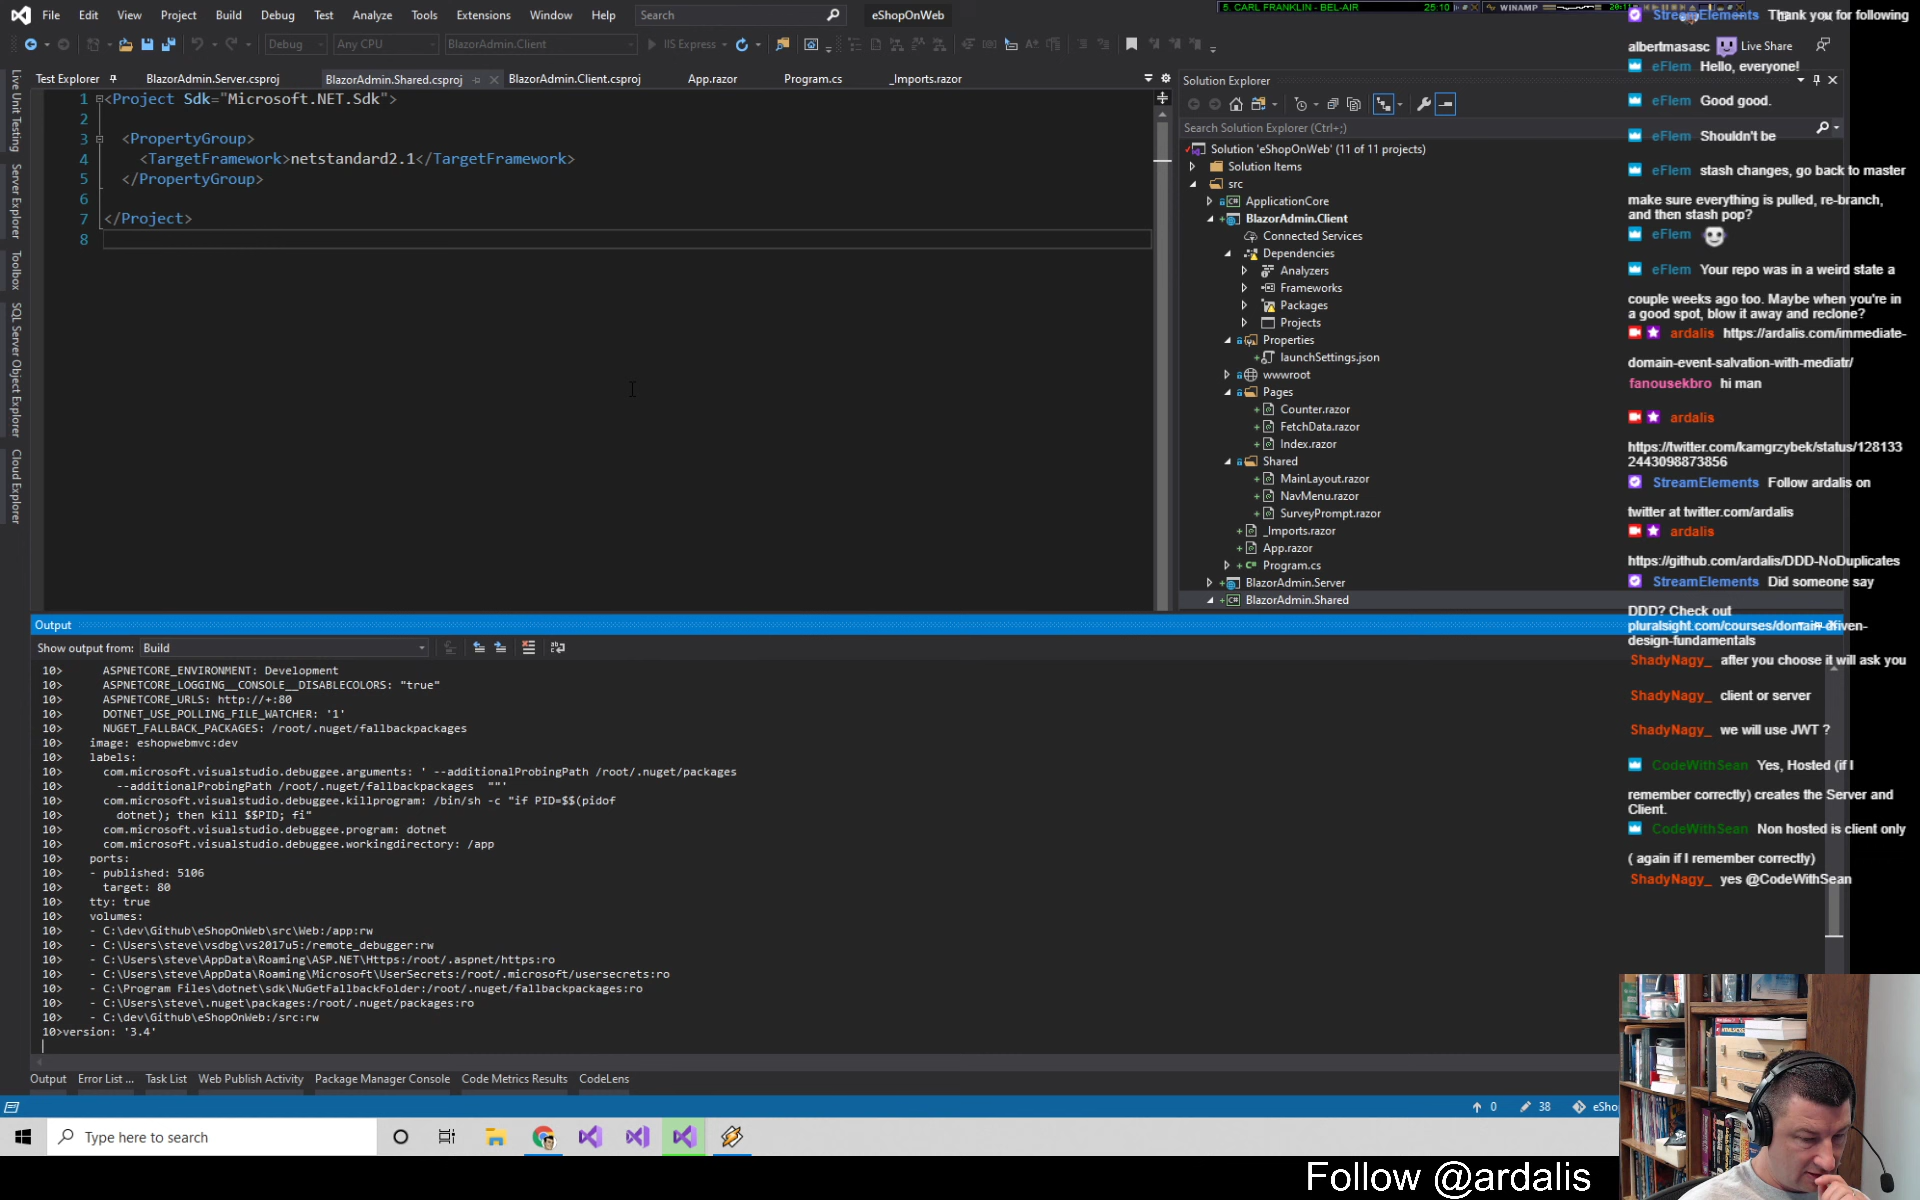 File Edit View Project Build Debug Test Analyze Tools Extensions Window Help Search eShopOnWeb
5. CARL FRANKLIN - BEL-AIR 25:10 WINAMP
Debug Any CPU BlazorAdmin.Client IIS Express Live Share
Test Explorer BlazorAdmin.Server.csproj BlazorAdmin.Shared.csproj BlazorAdmin.Client.csproj App.razor Program.cs _Imports.razor
Live Unit Testing
Server Explorer
Toolbox
SQL Server Object Explorer
Cloud Explorer
1 <Project Sdk="Microsoft.NET.Sdk">
2
3 <PropertyGroup>
4 <TargetFramework>netstandard2.1</TargetFramework>
5 </PropertyGroup>
6
7 </Project>
8
Solution Explorer
Search Solution Explorer (Ctrl+;)
Solution 'eShopOnWeb' (11 of 11 projects)
Solution Items
src
ApplicationCore
BlazorAdmin.Client
Connected Services
Dependencies
Analyzers
Frameworks
Packages
Projects
Properties
launchSettings.json
wwwroot
Pages
Counter.razor
FetchData.razor
Index.razor
Shared
MainLayout.razor
NavMenu.razor
SurveyPrompt.razor
_Imports.razor
App.razor
Program.cs
BlazorAdmin.Server
BlazorAdmin.Shared
Output
Show output from: Build
10> ASPNETCORE_ENVIRONMENT: Development
10> ASPNETCORE_LOGGING__CONSOLE__DISABLECOLORS: "true"
10> ASPNETCORE_URLS: http://+:80
10> DOTNET_USE_POLLING_FILE_WATCHER: '1'
10> NUGET_FALLBACK_PACKAGES: /root/.nuget/fallbackpackages
10> image: eshopwebmvc:dev
10> labels:
10> com.microsoft.visualstudio.debuggee.arguments: ' --additionalProbingPath /root/.nuget/packages
10> --additionalProbingPath /root/.nuget/fallbackpackages ""'
10> com.microsoft.visualstudio.debuggee.killprogram: /bin/sh -c "if PID=$$(pidof
10> dotnet); then kill $$PID; fi"
10> com.microsoft.visualstudio.debuggee.program: dotnet
10> com.microsoft.visualstudio.debuggee.workingdirectory: /app
10> ports:
10> - published: 5106
10> target: 80
10> tty: true
10> volumes:
10> - C:\dev\Github\eShopOnWeb\src\Web:/app:rw
10> - C:\Users\steve\vsdbg\vs2017u5:/remote_debugger:rw
10> - C:\Users\steve\AppData\Roaming\ASP.NET\Https:/root/.aspnet/https:ro
10> - C:\Users\steve\AppData\Roaming\Microsoft\UserSecrets:/root/.microsoft/usersecrets:ro
10> - C:\Program Files\dotnet\sdk\NuGetFallbackFolder:/root/.nuget/fallbackpackages:ro
10> - C:\Users\steve\.nuget\packages:/root/.nuget/packages:ro
10> - C:\dev\Github\eShopOnWeb:/src:rw
10>version: '3.4'
Output Error List ... Task List Web Publish Activity Package Manager Console Code Metrics Results CodeLens
0 38 eSho
Type here to search
StreamElements Thank you for following
albertmasasc
eFlem Hello, everyone!
eFlem Good good.
eFlem Shouldn't be
eFlem stash changes, go back to master
make sure everything is pulled, re-branch,
and then stash pop?
eFlem
eFlem Your repo was in a weird state a
couple weeks ago too. Maybe when you're in
a good spot, blow it away and reclone?
ardalis https://ardalis.com/immediate-
domain-event-salvation-with-mediatr/
fanousekbro hi man
ardalis
https://twitter.com/kamgrzybek/status/128133
2443098873856
StreamElements Follow ardalis on
twitter at twitter.com/ardalis
ardalis
https://github.com/ardalis/DDD-NoDuplicates
StreamElements Did someone say
DDD? Check out
pluralsight.com/courses/domain-driven-
design-fundamentals
ShadyNagy_ after you choose it will ask you
ShadyNagy_ client or server
ShadyNagy_ we will use JWT ?
CodeWithSean Yes, Hosted (if I
remember correctly) creates the Server and
Client.
CodeWithSean Non hosted is client only
( again if I remember correctly)
ShadyNagy_ yes @CodeWithSean
Follow @ardalis